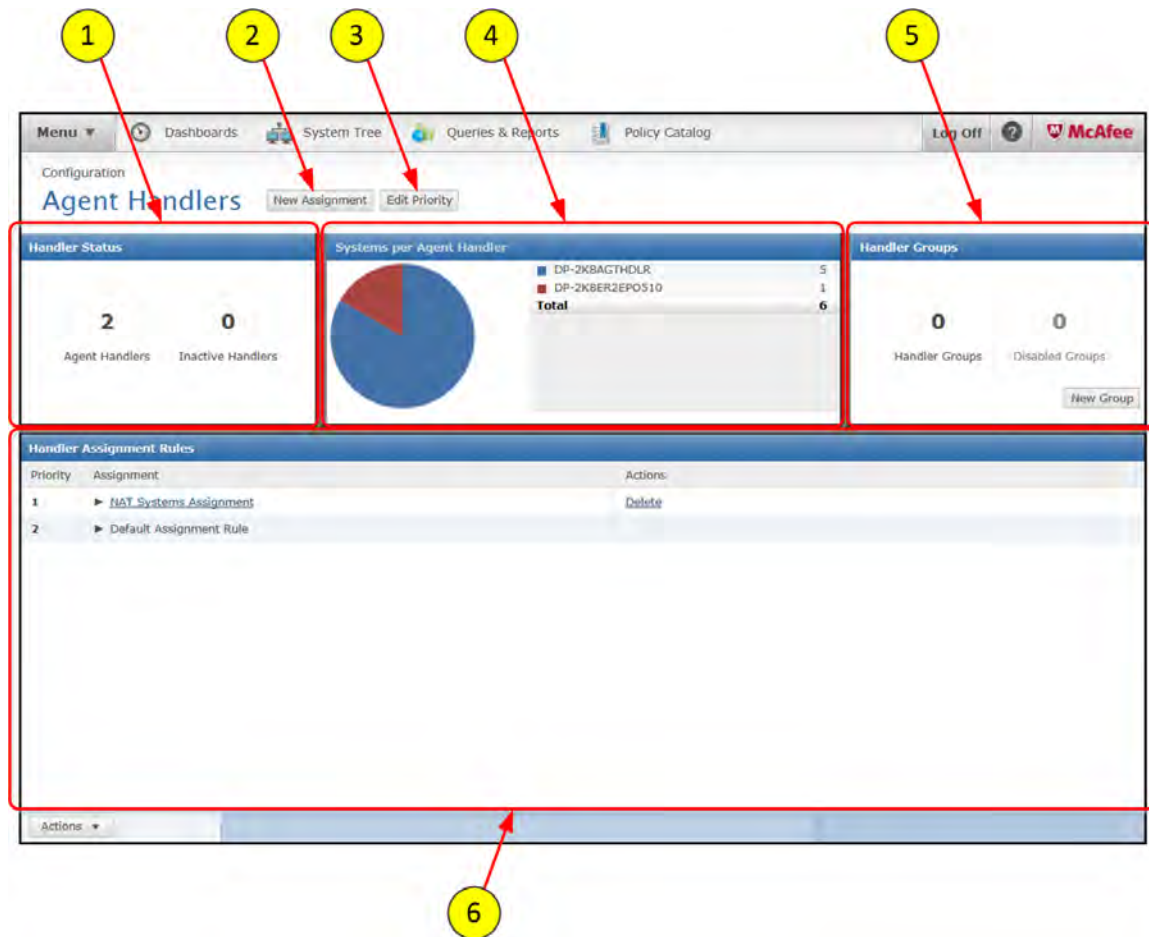 1 2 3 4 5
Menu ▼ Dashboards System Tree Queries & Reports Policy Catalog Log Off ? McAfee
Configuration
Agent Handlers New Assignment Edit Priority
Handler Status
2 0
Agent Handlers Inactive Handlers
Systems per Agent Handler
DP-2K8AGTHDLR 5
DP-2K8ER2EPO510 1
Total 6
Handler Groups
0 0
Handler Groups Disabled Groups
New Group
Handler Assignment Rules
Priority Assignment Actions
1 ► NAT Systems Assignment Delete
2 ► Default Assignment Rule
Actions ▼
6